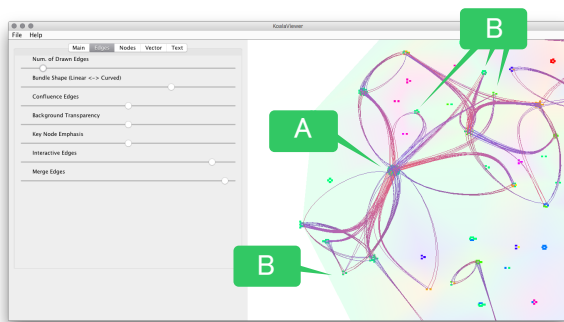 KoalaViewer
File Help
Main Edges Nodes Vector Text
Num. of Drawn Edges
Bundle Shape (Linear <-> Curved)
Confluence Edges
Background Transparency
Key Node Emphasis
Interactive Edges
Merge Edges
B
A
B